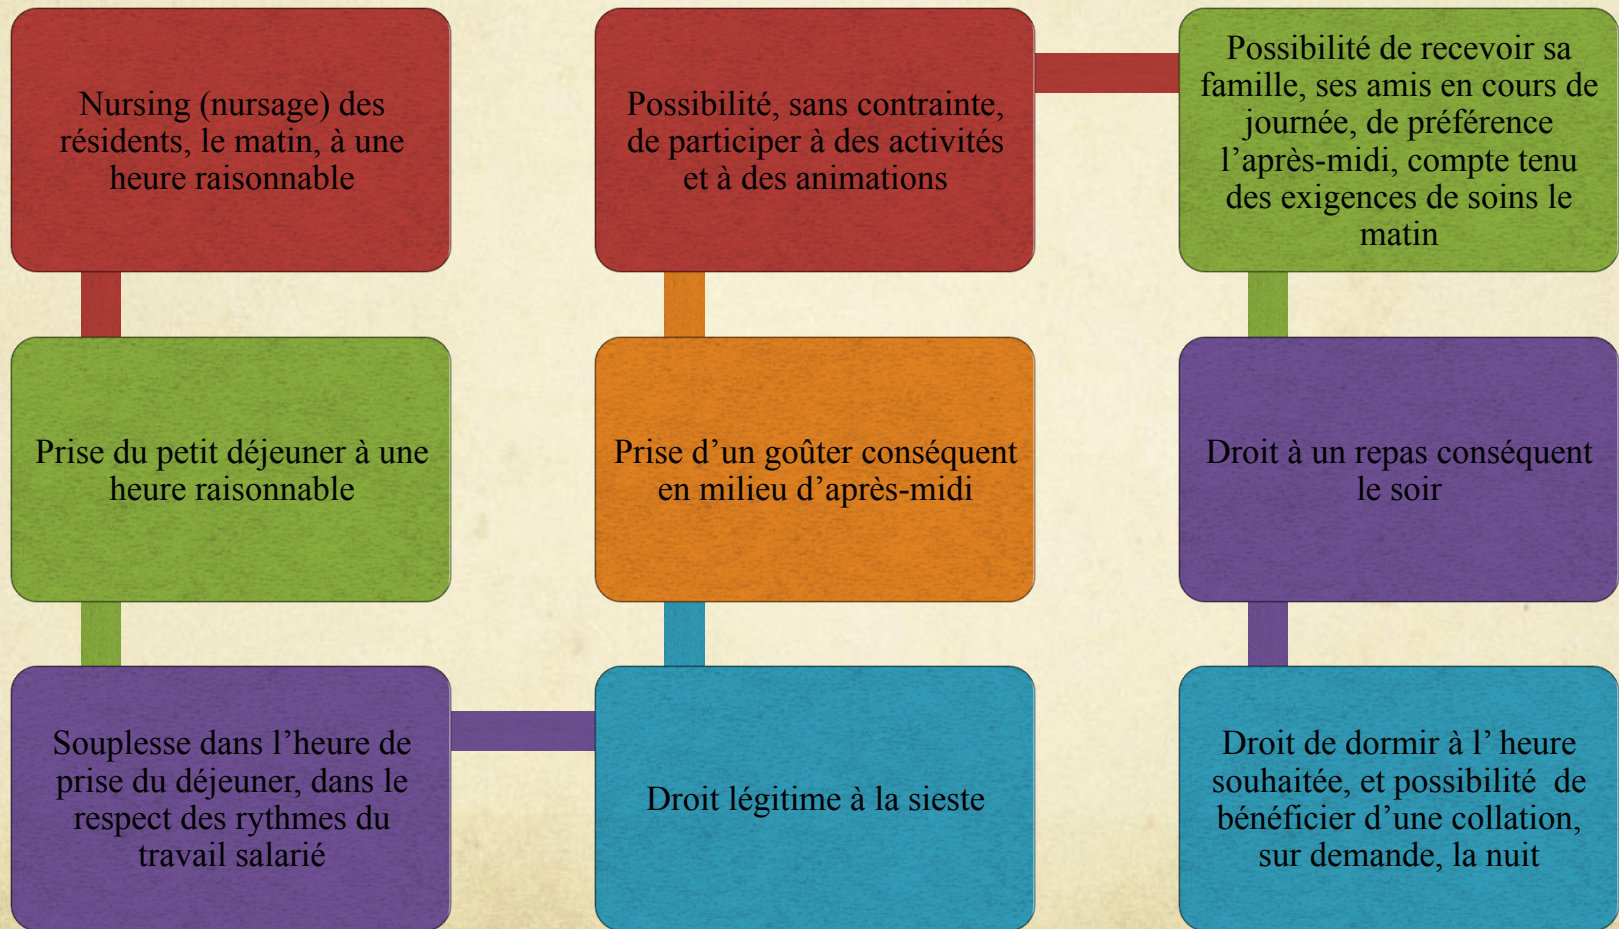 Nursing (nursage) des
résidents, le matin, à une
heure raisonnable
Prise du petit déjeuner à une
heure raisonnable
Souplesse dans l’heure de
prise du déjeuner, dans le
respect des rythmes du
travail salarié
Droit légitime à la sieste
Prise d’un goûter conséquent
en milieu d’après-midi
Possibilité, sans contrainte,
de participer à des activités
et à des animations
Possibilité de recevoir sa
famille, ses amis en cours de
journée, de préférence
l’après-midi, compte tenu
des exigences de soins le
matin
Droit à un repas conséquent
le soir
Droit de dormir à l’ heure
souhaitée, et possibilité  de
bénéficier d’une collation,
sur demande, la nuit